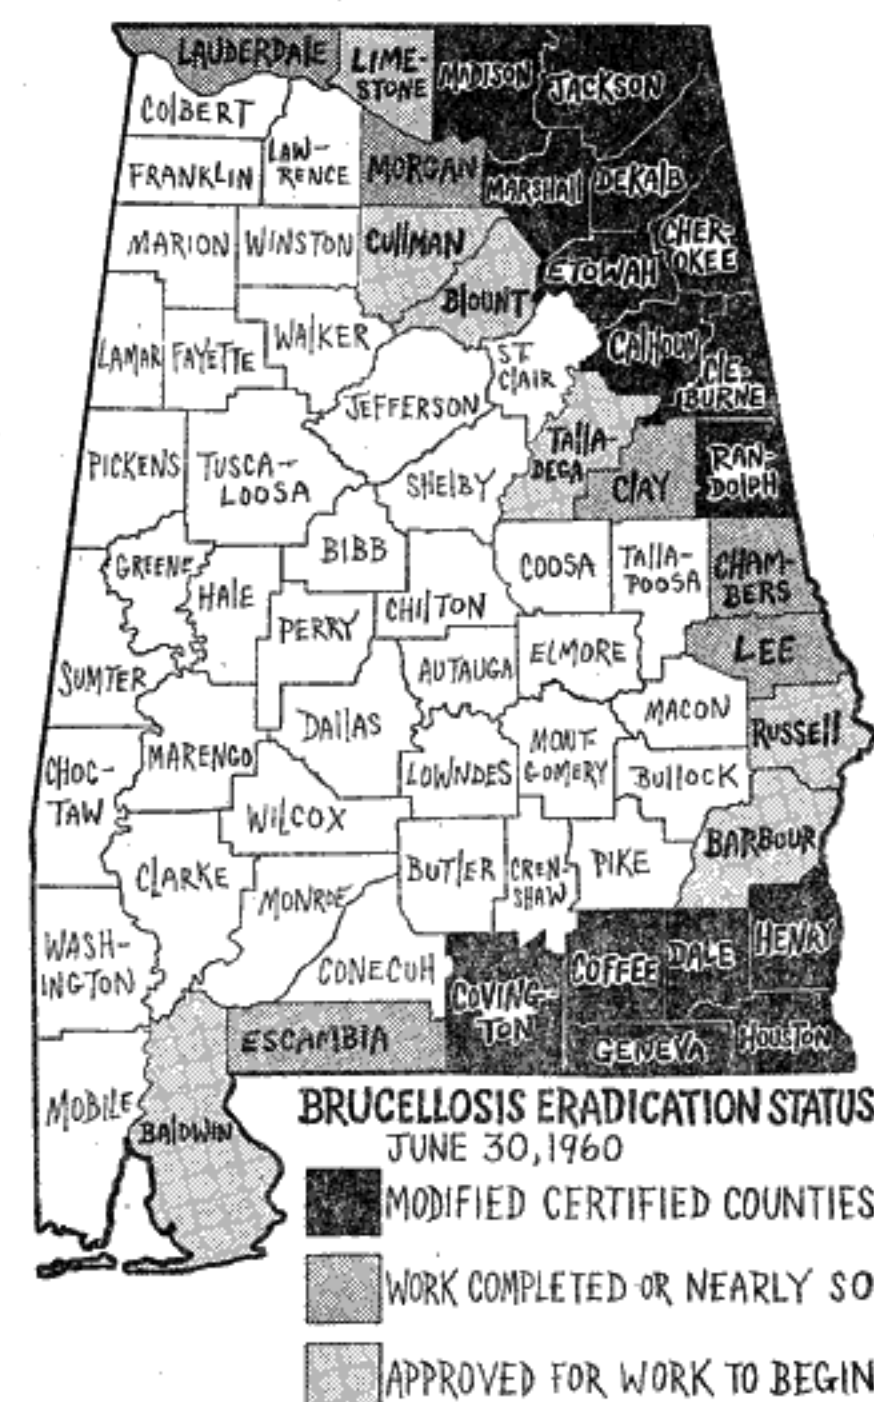 LAUDERDALE
LIME-
STONE
MADISON
JACKSON
COLBERT
FRANKLIN
LAW-
RENCE
MORGAN
MARSHALL
DEKALB
MARION
WINSTON
CULLMAN
BLOUNT
ETOWAH
CHER-
OKEE
LAMAR
FAYETTE
WALKER
ST.
CLAIR
CALHOUN
CLE-
BURNE
JEFFERSON
PICKENS
TUSCA-
LOOSA
SHELBY
TALLA-
DEGA
CLAY
RAN-
DOLPH
GREENE
HALE
BIBB
COOSA
TALLA-
POOSA
CHAM-
BERS
PERRY
CHILTON
SUMTER
AUTAUGA
ELMORE
LEE
MACON
RUSSELL
CHOC-
TAW
MARENGO
DALLAS
LOWNDES
MONT-
GOMERY
BULLOCK
WILCOX
BARBOUR
CLARKE
MONROE
BUTLER
CREN-
SHAW
PIKE
WASH-
INGTON
CONECUH
COVING-
TON
COFFEE
DALE
HENRY
ESCAMBIA
GENEVA
HOUSTON
MOBILE
BALDWIN
BRUCELLOSIS ERADICATION STATUS
JUNE 30, 1960
MODIFIED CERTIFIED COUNTIES
WORK COMPLETED OR NEARLY SO
APPROVED FOR WORK TO BEGIN